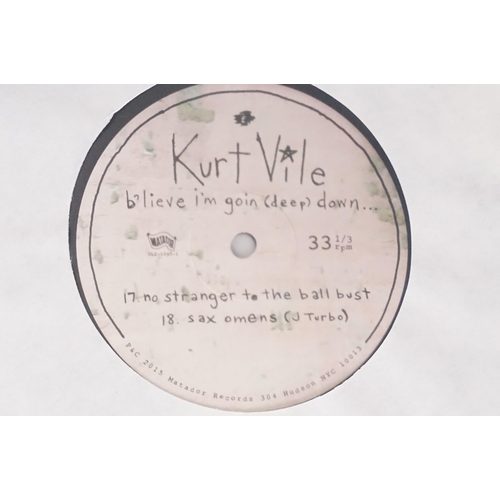 Kurt Vile
b'lieve i'm goin (deep) down...
MATADOR
33 1/3 rpm
17. no stranger to the ball bust
18. sax omens (J Turbo)
P&C 2015 Matador Records 304 Hudson NYC 10013